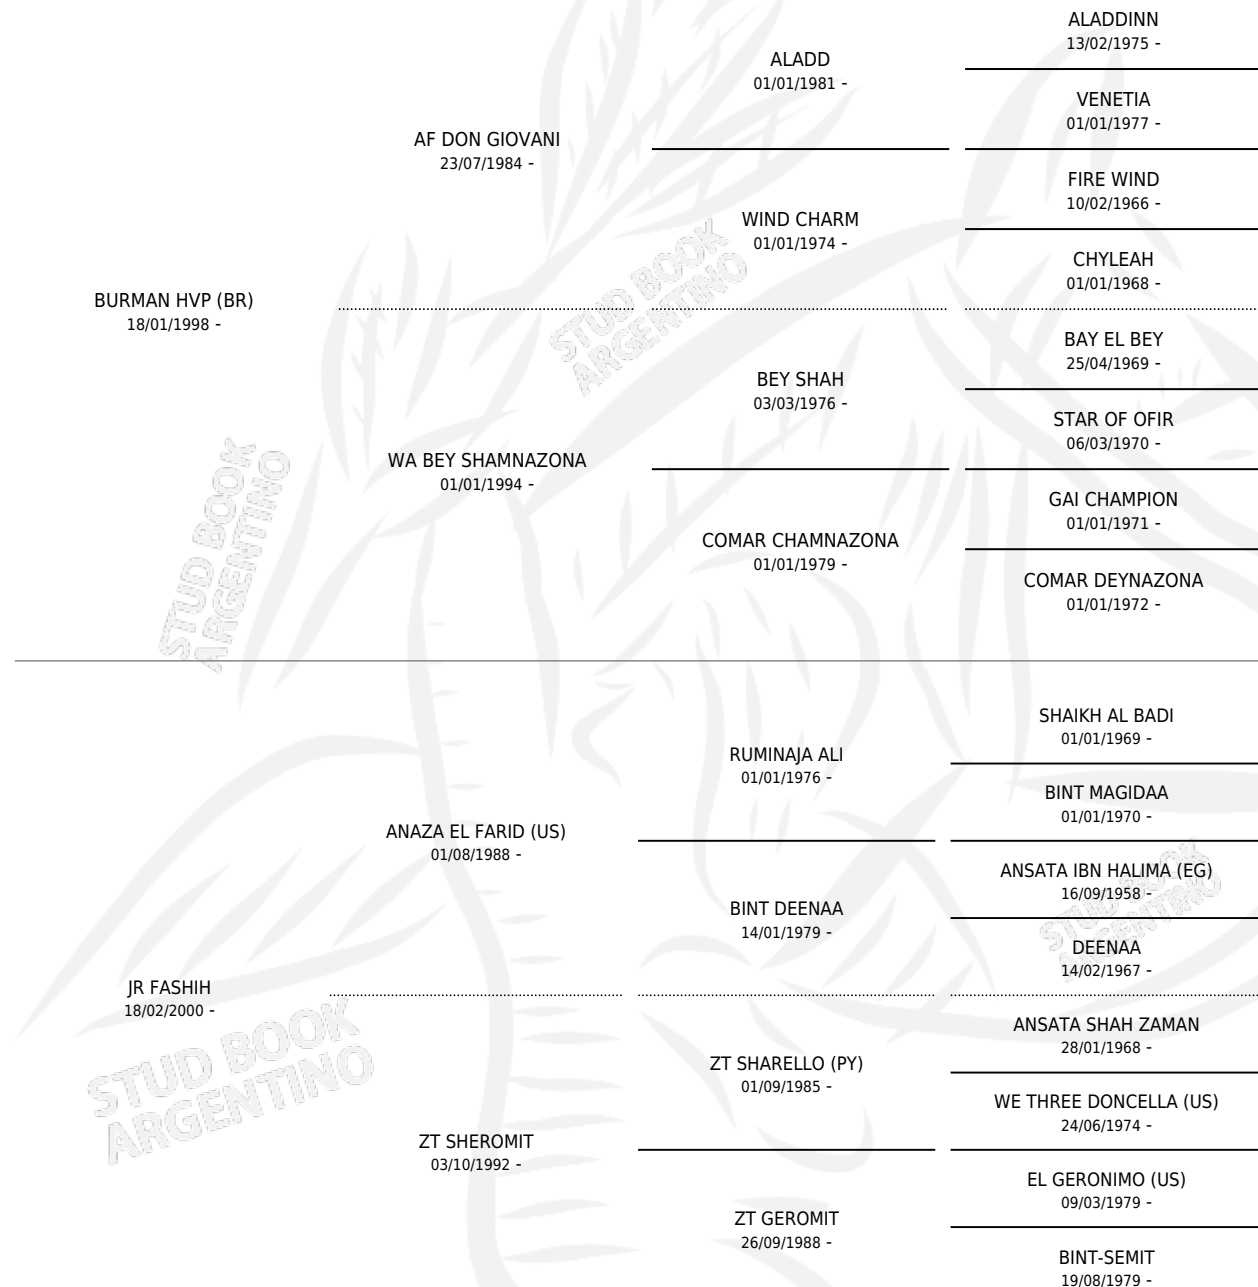 BURMAN HVP (BR)
18/01/1998 -
AF DON GIOVANI
23/07/1984 -
WA BEY SHAMNAZONA
01/01/1994 -
ALADD
01/01/1981 -
WIND CHARM
01/01/1974 -
BEY SHAH
03/03/1976 -
COMAR CHAMNAZONA
01/01/1979 -
ALADDINN
13/02/1975 -
VENETIA
01/01/1977 -
FIRE WIND
10/02/1966 -
CHYLEAH
01/01/1968 -
BAY EL BEY
25/04/1969 -
STAR OF OFIR
06/03/1970 -
GAI CHAMPION
01/01/1971 -
COMAR DEYNAZONA
01/01/1972 -
STUD BOOK
ARGENTINO
STUD BOOK
ARGENTINO
JR FASHIH
18/02/2000 -
ANAZA EL FARID (US)
01/08/1988 -
ZT SHEROMIT
03/10/1992 -
RUMINAJA ALI
01/01/1976 -
BINT DEENAA
14/01/1979 -
ZT SHARELLO (PY)
01/09/1985 -
ZT GEROMIT
26/09/1988 -
SHAIKH AL BADI
01/01/1969 -
BINT MAGIDAA
01/01/1970 -
ANSATA IBN HALIMA (EG)
16/09/1958 -
DEENAA
14/02/1967 -
ANSATA SHAH ZAMAN
28/01/1968 -
WE THREE DONCELLA (US)
24/06/1974 -
EL GERONIMO (US)
09/03/1979 -
BINT-SEMIT
19/08/1979 -
STUD BOOK
ARGENTINO
STUD BOOK
ARGENTINO